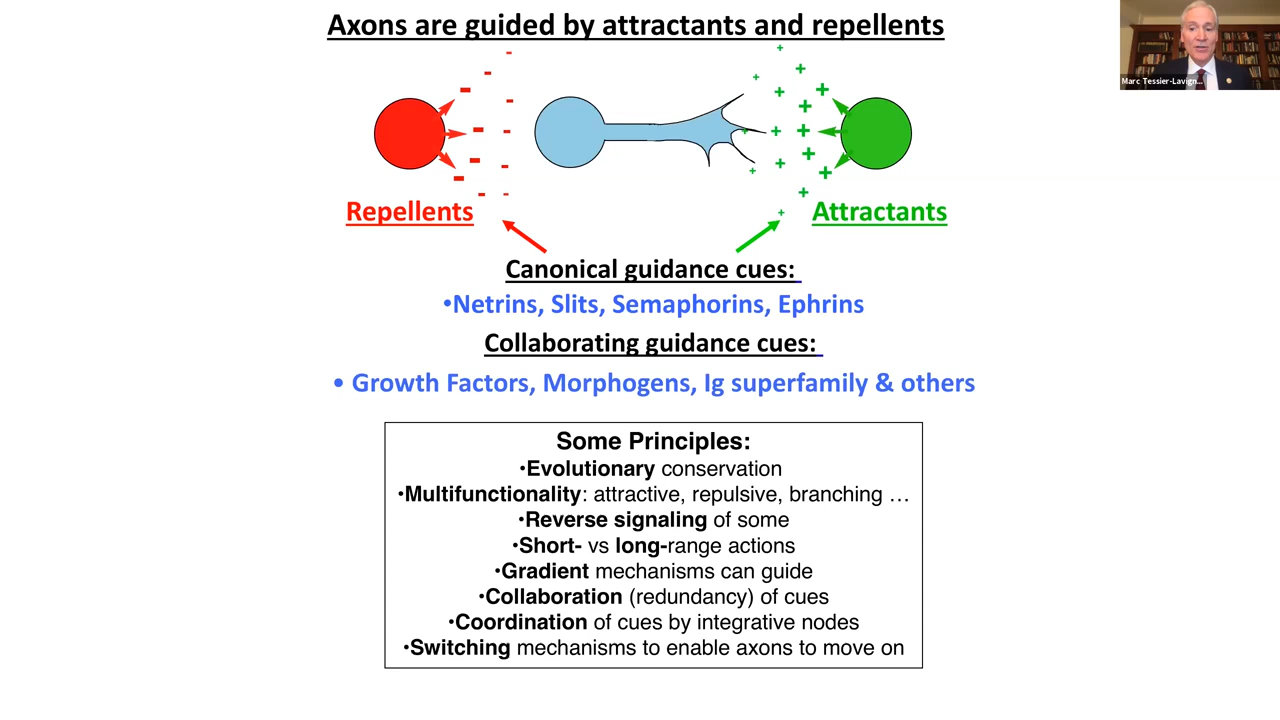 Axons are guided by attractants and repellents
Marc Tessier-Lavign...
Repellents
Attractants
Canonical guidance cues:
•Netrins, Slits, Semaphorins, Ephrins
Collaborating guidance cues:
• Growth Factors, Morphogens, Ig superfamily & others
Some Principles:
•Evolutionary conservation
•Multifunctionality: attractive, repulsive, branching …
•Reverse signaling of some
•Short- vs long-range actions
•Gradient mechanisms can guide
•Collaboration (redundancy) of cues
•Coordination of cues by integrative nodes
•Switching mechanisms to enable axons to move on